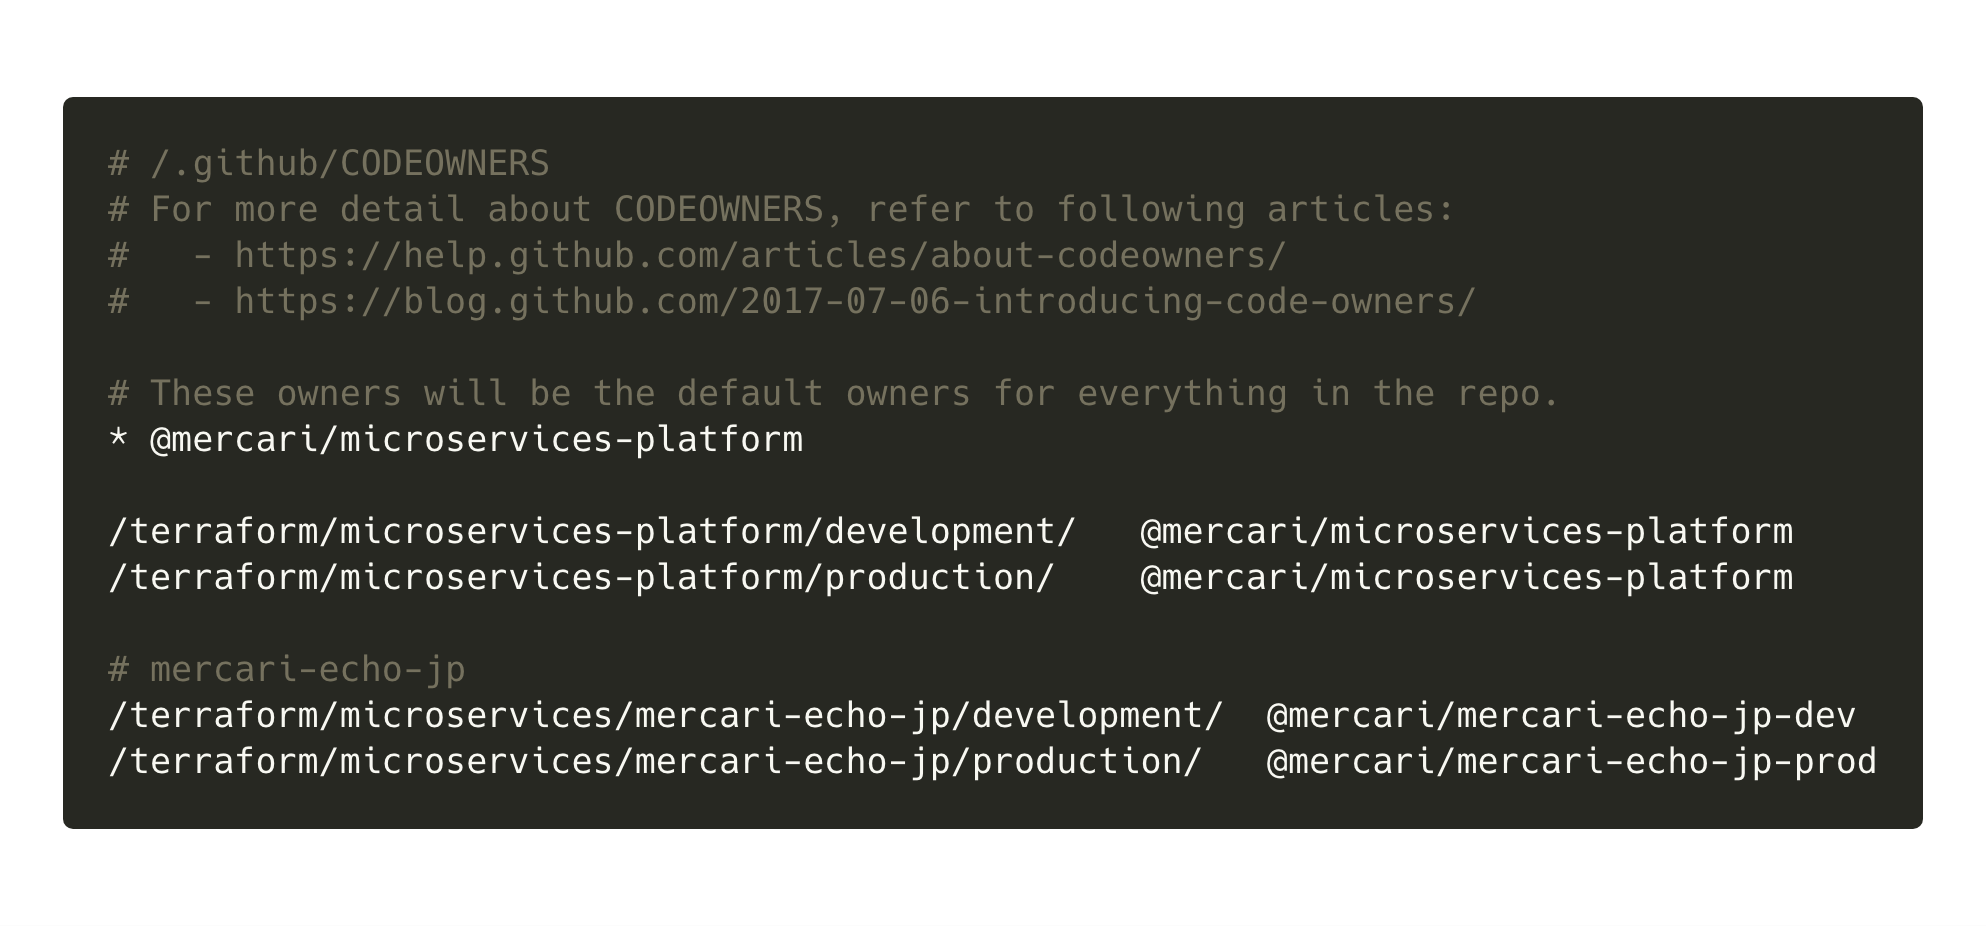 # /.github/CODEOWNERS
# For more detail about CODEOWNERS, refer to following articles:
#   - https://help.github.com/articles/about-codeowners/
#   - https://blog.github.com/2017-07-06-introducing-code-owners/

# These owners will be the default owners for everything in the repo.
* @mercari/microservices-platform

/terraform/microservices-platform/development/   @mercari/microservices-platform
/terraform/microservices-platform/production/    @mercari/microservices-platform

# mercari-echo-jp
/terraform/microservices/mercari-echo-jp/development/  @mercari/mercari-echo-jp-dev
/terraform/microservices/mercari-echo-jp/production/   @mercari/mercari-echo-jp-prod